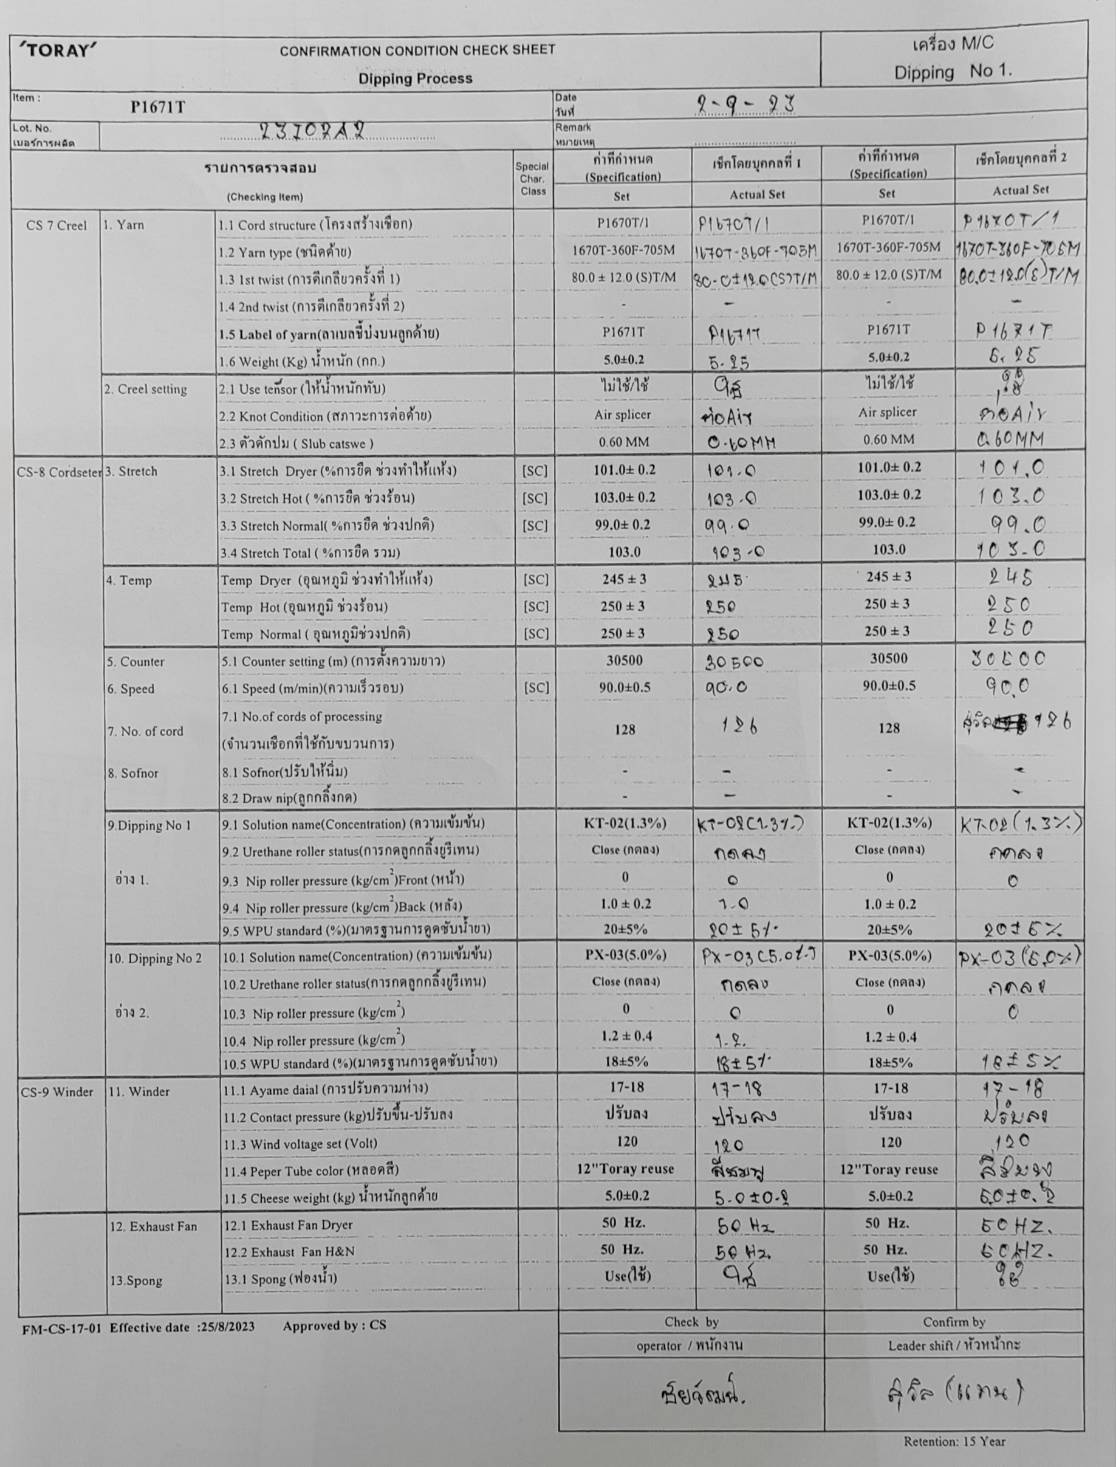 ´TORAY´
CONFIRMATION CONDITION CHECK SHEET
Dipping Process
เครื่อง M/C
Dipping No 1.
Item :
P1671T
Date
วันที่
2-9-23
Lot. No.
เบอร์การผลิต
Remark
หมายเหตุ
รายการตรวจสอบ
(Checking Item)
Special
Char.
Class
ค่าที่กำหนด
(Specification)
Set
เช็กโดยบุคคลที่ 1
Actual Set
ค่าที่กำหนด
(Specification)
Set
เช็กโดยบุคคลที่ 2
Actual Set
CS 7 Creel 1. Yarn 1.1 Cord structure (โครงสร้างเชือก) P1670T/1 P1670T/1 P1670T/1 P1670T/1
1.2 Yarn type (ชนิดด้าย) 1670T-360F-705M 1670T-360F-705M 1670T-360F-705M 1670T-360F-705M
1.3 1st twist (การตีเกลียวครั้งที่ 1) 80.0 ± 12.0 (S)T/M 80.0±12.0(S)T/M 80.0 ± 12.0 (S)T/M 80.0±12.0(S)T/M
1.4 2nd twist (การตีเกลียวครั้งที่ 2) - - - -
1.5 Label of yarn(ลาเบลชี้บ่งบนลูกด้าย) P1671T P1671T P1671T P1671T
1.6 Weight (Kg) น้ำหนัก (กก.) 5.0±0.2 5.25 5.0±0.2 5.25
2. Creel setting 2.1 Use tensor (ให้น้ำหนักทับ) ไม่ใช้/ใช้ ใช้ ไม่ใช้/ใช้ ใช้
2.2 Knot Condition (สภาวะการต่อด้าย) Air splicer ต่อAir Air splicer ต่อAir
2.3 ตัวดักปม ( Slub catswe ) 0.60 MM 0.60MM 0.60 MM 0.60MM
CS-8 Cordseter 3. Stretch 3.1 Stretch Dryer (%การยืด ช่วงทำให้แห้ง) [SC] 101.0± 0.2 101.0 101.0± 0.2 101.0
3.2 Stretch Hot ( %การยืด ช่วงร้อน) [SC] 103.0± 0.2 103.0 103.0± 0.2 103.0
3.3 Stretch Normal( %การยืด ช่วงปกติ) [SC] 99.0± 0.2 99.0 99.0± 0.2 99.0
3.4 Stretch Total ( %การยืด รวม) 103.0 103.0 103.0 103.0
4. Temp Temp Dryer (อุณหภูมิ ช่วงทำให้แห้ง) [SC] 245 ± 3 245 245 ± 3 245
Temp Hot (อุณหภูมิ ช่วงร้อน) [SC] 250 ± 3 250 250 ± 3 250
Temp Normal ( อุณหภูมิช่วงปกติ) [SC] 250 ± 3 250 250 ± 3 250
5. Counter 5.1 Counter setting (m) (การตั้งความยาว) 30500 30500 30500 30500
6. Speed 6.1 Speed (m/min)(ความเร็วรอบ) [SC] 90.0±0.5 90.0 90.0±0.5 90.0
7. No. of cord 7.1 No.of cords of processing
(จำนวนเชือกที่ใช้กับขบวนการ) 128 126 128 สุวิล 126
8. Sofnor 8.1 Sofnor(ปรับให้นิ่ม) - - - -
8.2 Draw nip(ลูกกลิ้งกด) - - - -
9.Dipping No 1 9.1 Solution name(Concentration) (ความเข้มข้น) KT-02(1.3%) KT-02(1.3%) KT-02(1.3%) KT-02(1.3%)
9.2 Urethane roller status(การกดลูกกลิ้งยูรีเทน) Close (กดลง) กดลง Close (กดลง) กดลง
อ่าง 1. 9.3 Nip roller pressure (kg/cm²)Front (หน้า) 0 0 0 0
9.4 Nip roller pressure (kg/cm²)Back (หลัง) 1.0 ± 0.2 1.0 1.0 ± 0.2
9.5 WPU standard (%)(มาตรฐานการดูดซับน้ำยา) 20±5% 20±5% 20±5% 20±5%
10. Dipping No 2 10.1 Solution name(Concentration) (ความเข้มข้น) PX-03(5.0%) PX-03(5.0%) PX-03(5.0%) PX-03(5.0%)
10.2 Urethane roller status(การกดลูกกลิ้งยูรีเทน) Close (กดลง) กดลง Close (กดลง) กดลง
อ่าง 2. 10.3 Nip roller pressure (kg/cm²) 0 0 0 0
10.4 Nip roller pressure (kg/cm²) 1.2 ± 0.4 1.2 1.2 ± 0.4
10.5 WPU standard (%)(มาตรฐานการดูดซับน้ำยา) 18±5% 18±5% 18±5% 18±5%
CS-9 Winder 11. Winder 11.1 Ayame daial (การปรับความห่าง) 17-18 17-18 17-18 17-18
11.2 Contact pressure (kg)ปรับขึ้น-ปรับลง ปรับลง ปรับลง ปรับลง ปรับลง
11.3 Wind voltage set (Volt) 120 120 120 120
11.4 Peper Tube color (หลอดสี) 12"Toray reuse สีชมพู 12"Toray reuse
11.5 Cheese weight (kg) น้ำหนักลูกด้าย 5.0±0.2 5.0±0.2 5.0±0.2 5.0±0.2
12. Exhaust Fan 12.1 Exhaust Fan Dryer 50 Hz. 50 Hz 50 Hz. 50HZ.
12.2 Exhaust Fan H&N 50 Hz. 50 Hz. 50 Hz. 50HZ.
13.Spong 13.1 Spong (ฟองน้ำ) Use(ใช้) ใช้ Use(ใช้) ใช้
FM-CS-17-01 Effective date :25/8/2023 Approved by : CS
Check by
Confirm by
operator / พนักงาน
Leader shift / หัวหน้ากะ
ชัยวัฒน์.
สุวิล (แทน)
Retention: 15 Year